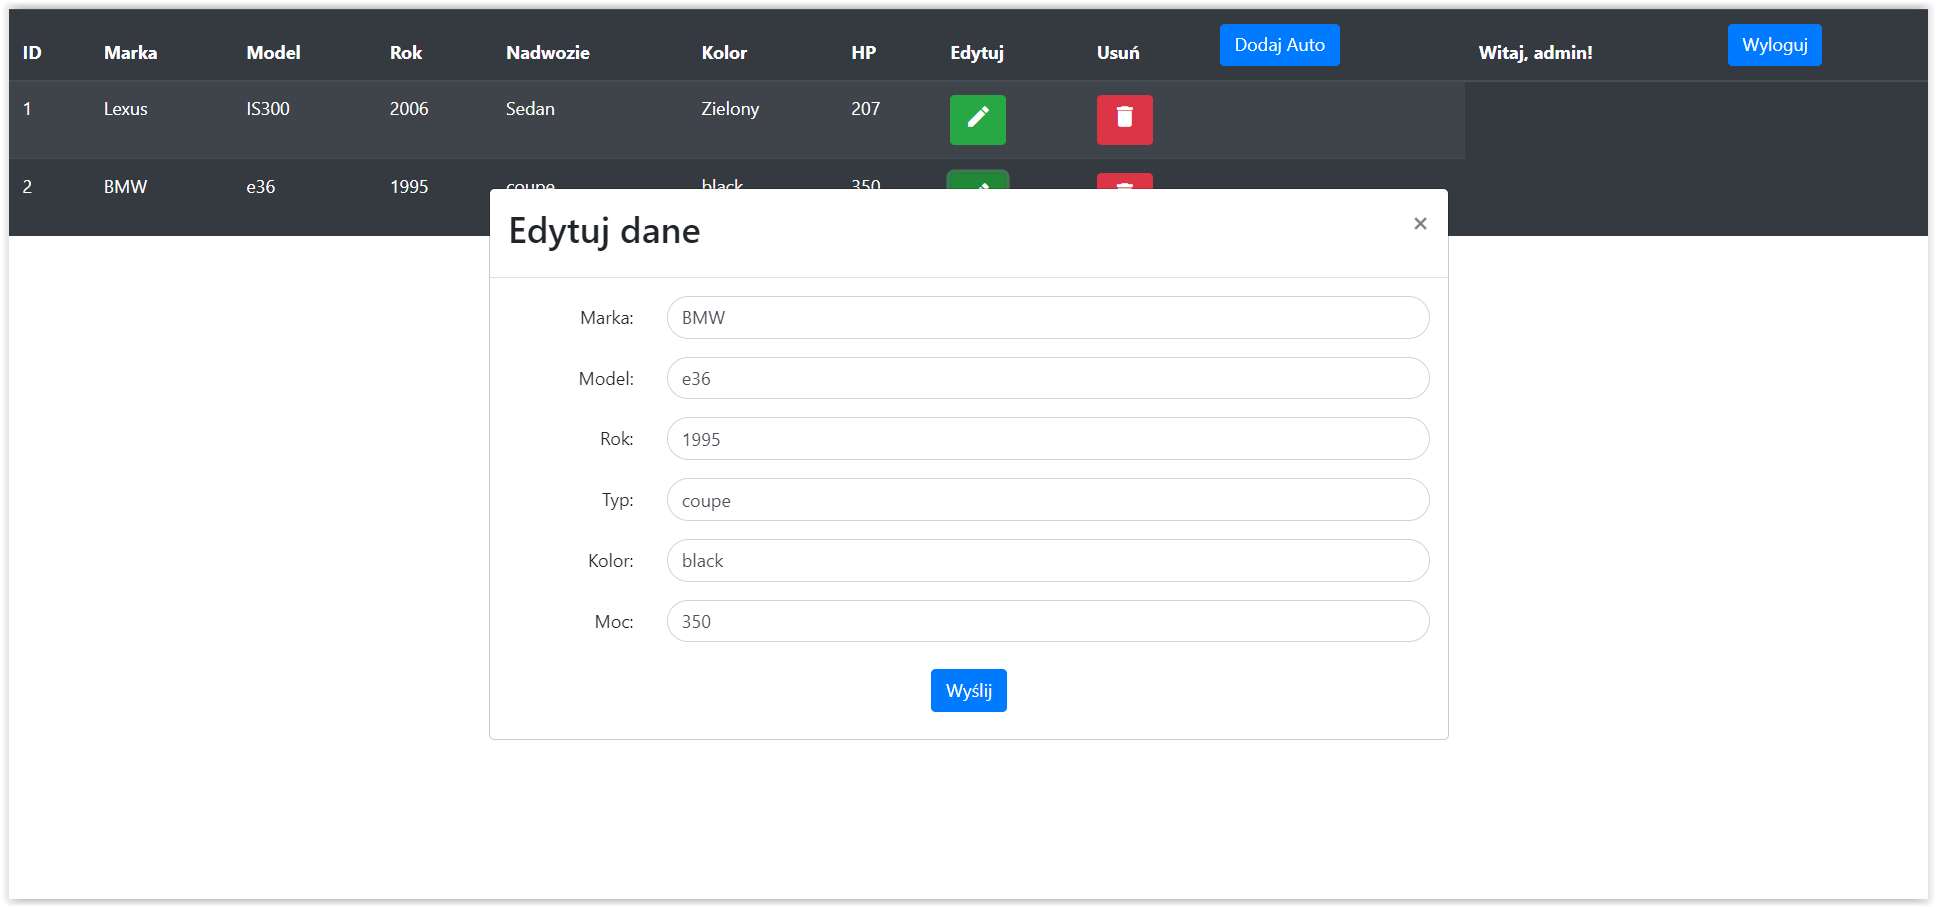 ID Marka Model Rok Nadwozie Kolor HP Edytuj Usuń Dodaj Auto Witaj, admin! Wyloguj
1 Lexus IS300 2006 Sedan Zielony 207
2 BMW e36 1995 coupe black 350
Edytuj dane ×
Marka: BMW
Model: e36
Rok: 1995
Typ: coupe
Kolor: black
Moc: 350
Wyślij